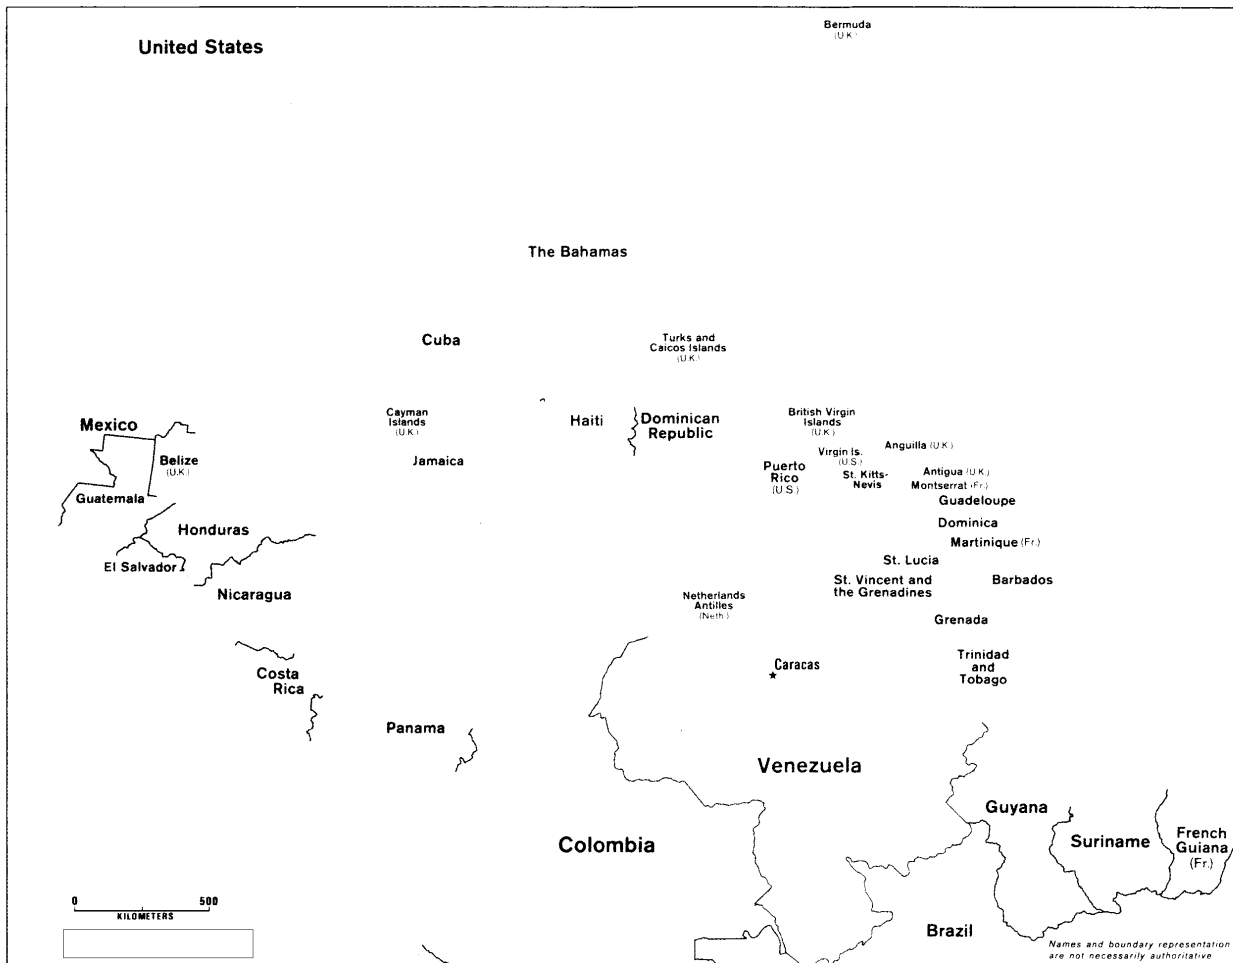 Bermuda
(U.K.)
United States
The Bahamas
Cuba
Turks and
Caicos Islands
(U.K.)
Cayman
Islands
(U.K.)
Haiti
Dominican
Republic
British Virgin
Islands
(U.K.)
Mexico
Belize
(U.K.)
Jamaica
Virgin Is.
(U.S.)
Anguilla (U.K.)
Puerto
Rico
(U.S.)
St. Kitts-
Nevis
Antigua (U.K.)
Montserrat (Fr.)
Guatemala
Guadeloupe
Honduras
Dominica
Martinique (Fr.)
El Salvador
St. Lucia
Nicaragua
Netherlands
Antilles
(Neth.)
St. Vincent and
the Grenadines
Barbados
Grenada
Costa
Rica
Caracas
Trinidad
and
Tobago
Panama
Venezuela
Colombia
Guyana
Suriname
French
Guiana
(Fr.)
Brazil
0 500
KILOMETERS
Names and boundary representation
are not necessarily authoritative